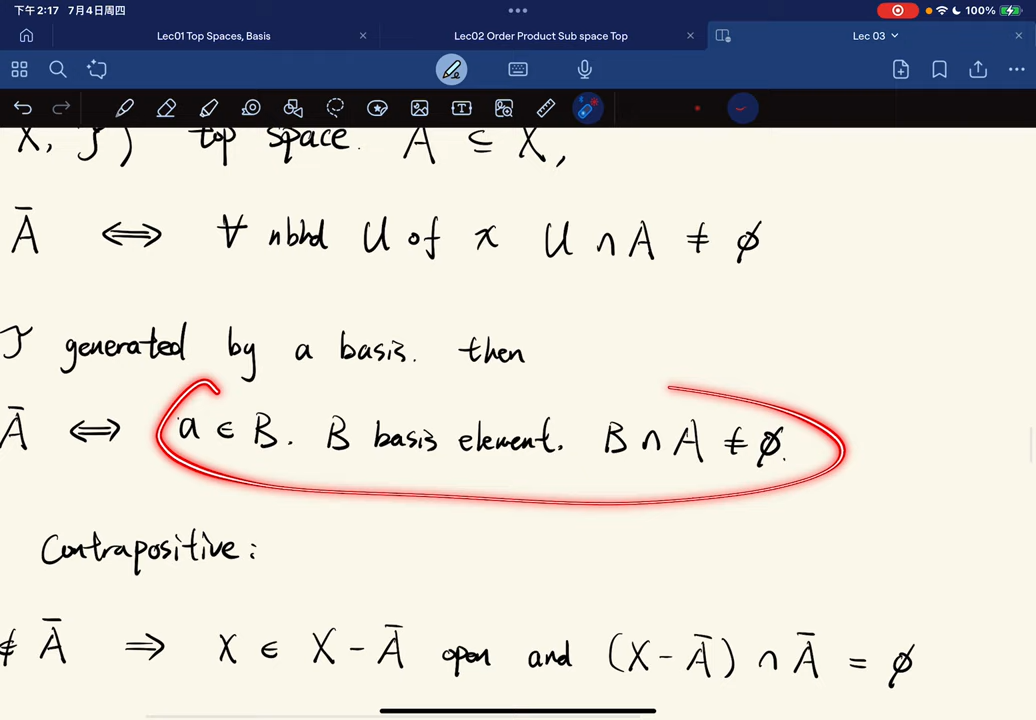 下午2:17 7月4日周四
100%
Lec01 Top Spaces, Basis
Lec02 Order Product Sub space Top
Lec 03
X, 𝒯) top space. A ⊆ X,
Ā ⟺ ∀ nbhd U of x U ∩ A ≠ ∅
𝒯 generated by a basis. then
Ā ⟺ a ∈ B. B basis element. B ∩ A ≠ ∅.
Contrapositive:
∉ Ā ⟹ X ∈ X - Ā open and (X - Ā) ∩ Ā = ∅